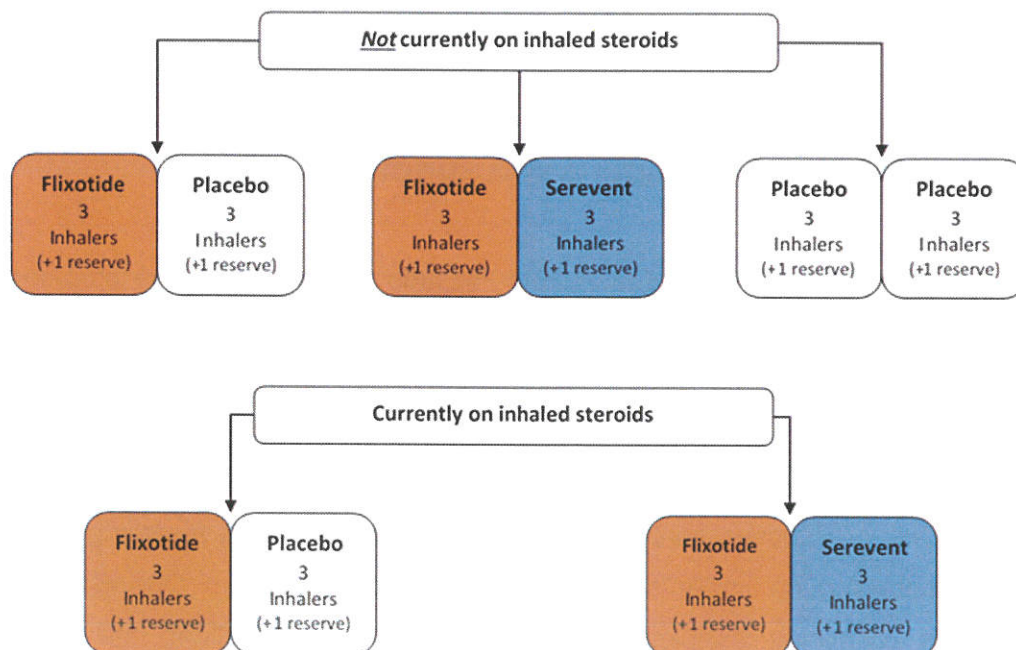 Not currently on inhaled steroids
Flixotide
3
Inhalers
(+1 reserve)
Placebo
3
Inhalers
(+1 reserve)
Flixotide
3
Inhalers
(+1 reserve)
Serevent
3
Inhalers
(+1 reserve)
Placebo
3
Inhalers
(+1 reserve)
Placebo
3
Inhalers
(+1 reserve)
Currently on inhaled steroids
Flixotide
3
Inhalers
(+1 reserve)
Placebo
3
Inhalers
(+1 reserve)
Flixotide
3
Inhalers
(+1 reserve)
Serevent
3
Inhalers
(+1 reserve)